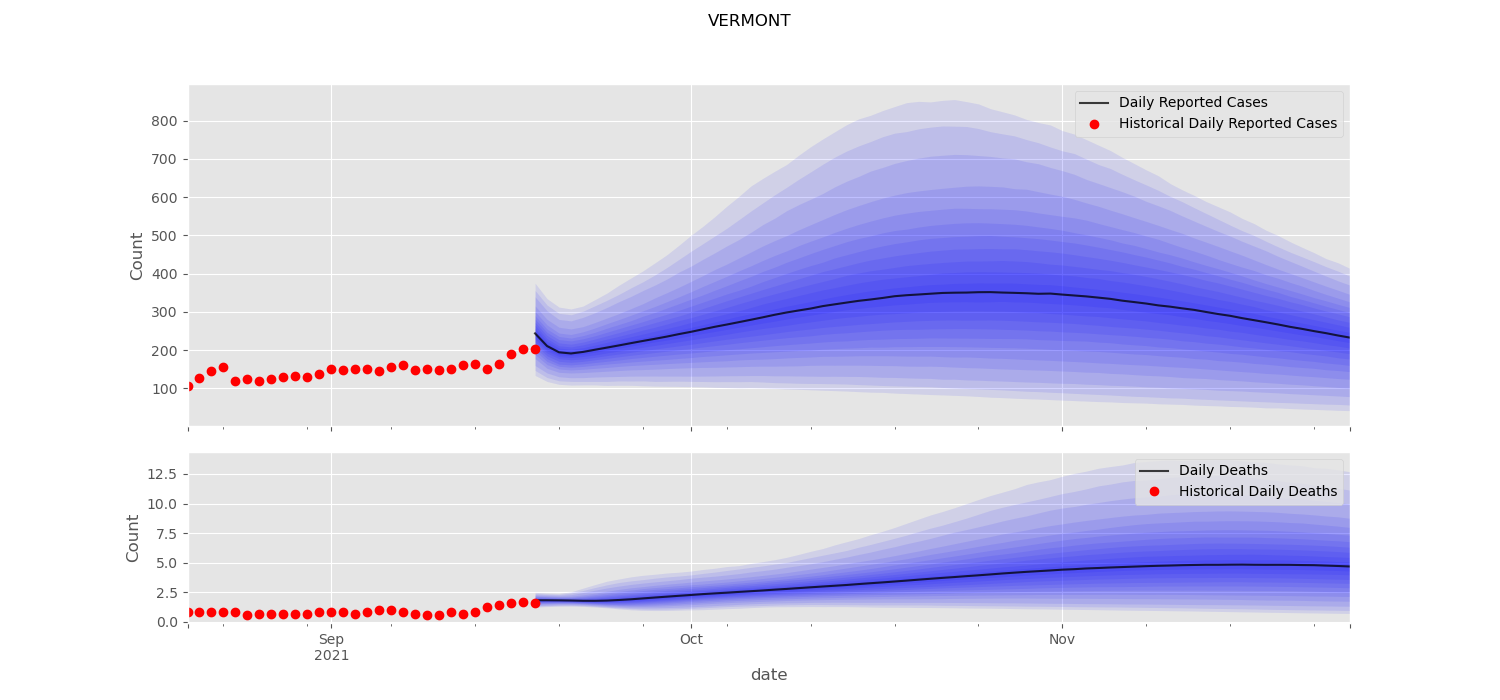 VERMONT
800
700
600
500
400
300
200
100
Count
Daily Reported Cases
Historical Daily Reported Cases
12.5
10.0
7.5
5.0
2.5
0.0
Count
Daily Deaths
Historical Daily Deaths
Sep
2021
Oct
Nov
date